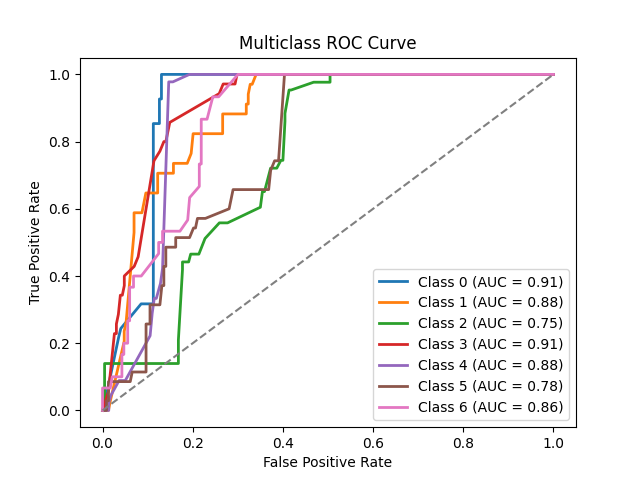 Multiclass ROC Curve
True Positive Rate
1.0
0.8
0.6
0.4
0.2
0.0
Class 0 (AUC = 0.91)
Class 1 (AUC = 0.88)
Class 2 (AUC = 0.75)
Class 3 (AUC = 0.91)
Class 4 (AUC = 0.88)
Class 5 (AUC = 0.78)
Class 6 (AUC = 0.86)
0.0 0.2 0.4 0.6 0.8 1.0
False Positive Rate